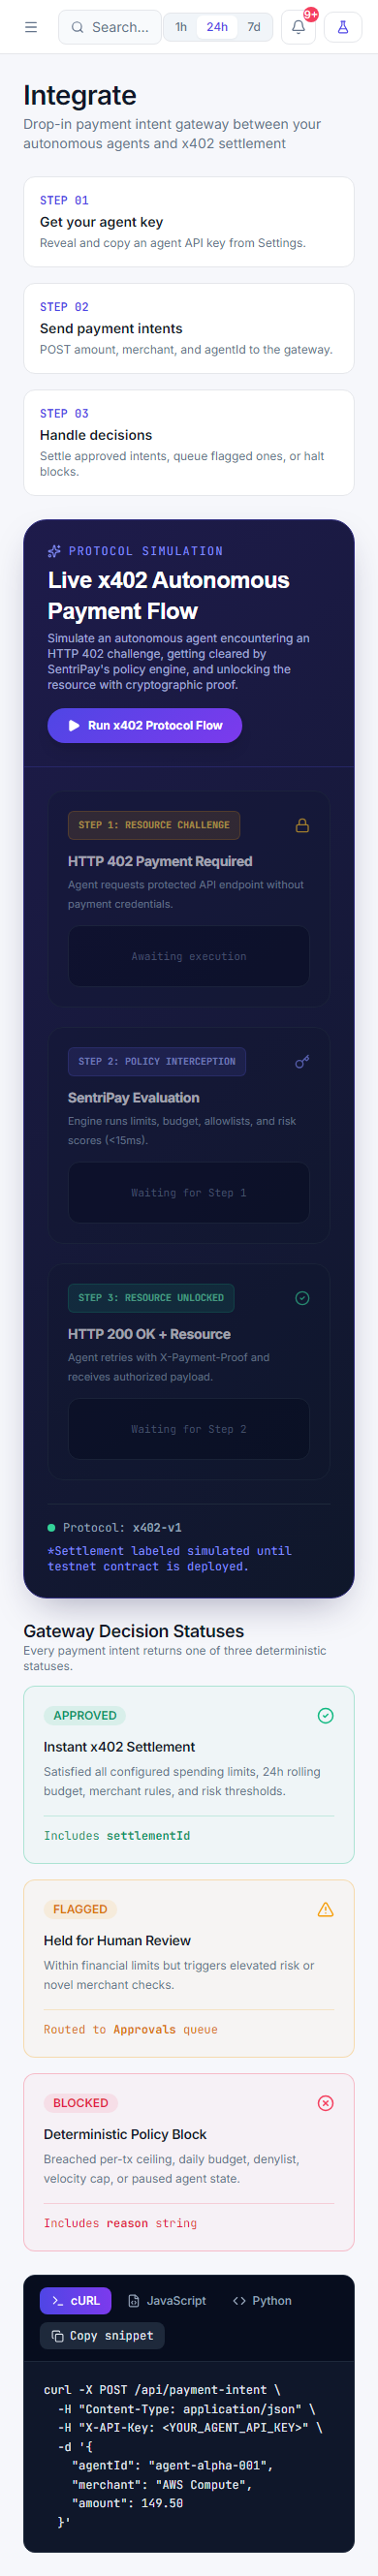 Search...
1h
24h
7d
9+
Integrate
Drop-in payment intent gateway between your
autonomous agents and x402 settlement
STEP 01
Get your agent key
Reveal and copy an agent API key from Settings.
STEP 02
Send payment intents
POST amount, merchant, and agentId to the gateway.
STEP 03
Handle decisions
Settle approved intents, queue flagged ones, or halt
blocks.
PROTOCOL SIMULATION
Live x402 Autonomous
Payment Flow
Simulate an autonomous agent encountering an
HTTP 402 challenge, getting cleared by
SentriPay's policy engine, and unlocking the
resource with cryptographic proof.
Run x402 Protocol Flow
STEP 1: RESOURCE CHALLENGE
HTTP 402 Payment Required
Agent requests protected API endpoint without
payment credentials.
Awaiting execution
STEP 2: POLICY INTERCEPTION
SentriPay Evaluation
Engine runs limits, budget, allowlists, and risk
scores (<15ms).
Waiting for Step 1
STEP 3: RESOURCE UNLOCKED
HTTP 200 OK + Resource
Agent retries with X-Payment-Proof and
receives authorized payload.
Waiting for Step 2
Protocol: x402-v1
*Settlement labeled simulated until
testnet contract is deployed.
Gateway Decision Statuses
Every payment intent returns one of three deterministic
statuses.
APPROVED
Instant x402 Settlement
Satisfied all configured spending limits, 24h rolling
budget, merchant rules, and risk thresholds.
Includes settlementId
FLAGGED
Held for Human Review
Within financial limits but triggers elevated risk or
novel merchant checks.
Routed to Approvals queue
BLOCKED
Deterministic Policy Block
Breached per-tx ceiling, daily budget, denylist,
velocity cap, or paused agent state.
Includes reason string
cURL
JavaScript
Python
Copy snippet
curl -X POST /api/payment-intent \
-H "Content-Type: application/json" \
-H "X-API-Key: <YOUR_AGENT_API_KEY>" \
-d '{
"agentId": "agent-alpha-001",
"merchant": "AWS Compute",
"amount": 149.50
}'